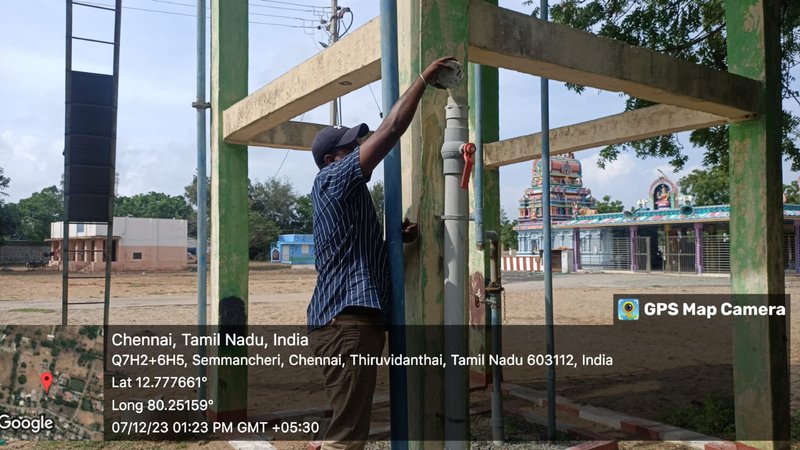 GPS Map Camera
Chennai, Tamil Nadu, India
Q7H2+6H5, Semmancheri, Chennai, Thiruvidanthai, Tamil Nadu 603112, India
Lat 12.777661°
Long 80.25159°
07/12/23 01:23 PM GMT +05:30
Google